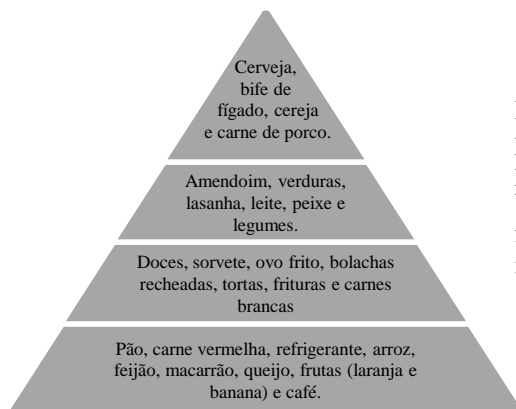 Cerveja,
bife de
fígado, cereja
e carne de porco.
Amendoim, verduras,
lasanha, leite, peixe e
legumes.
Doces, sorvete, ovo frito, bolachas
recheadas, tortas, frituras e carnes
brancas
Pão, carne vermelha, refrigerante, arroz,
feijão, macarrão, queijo, frutas (laranja e
banana) e café.